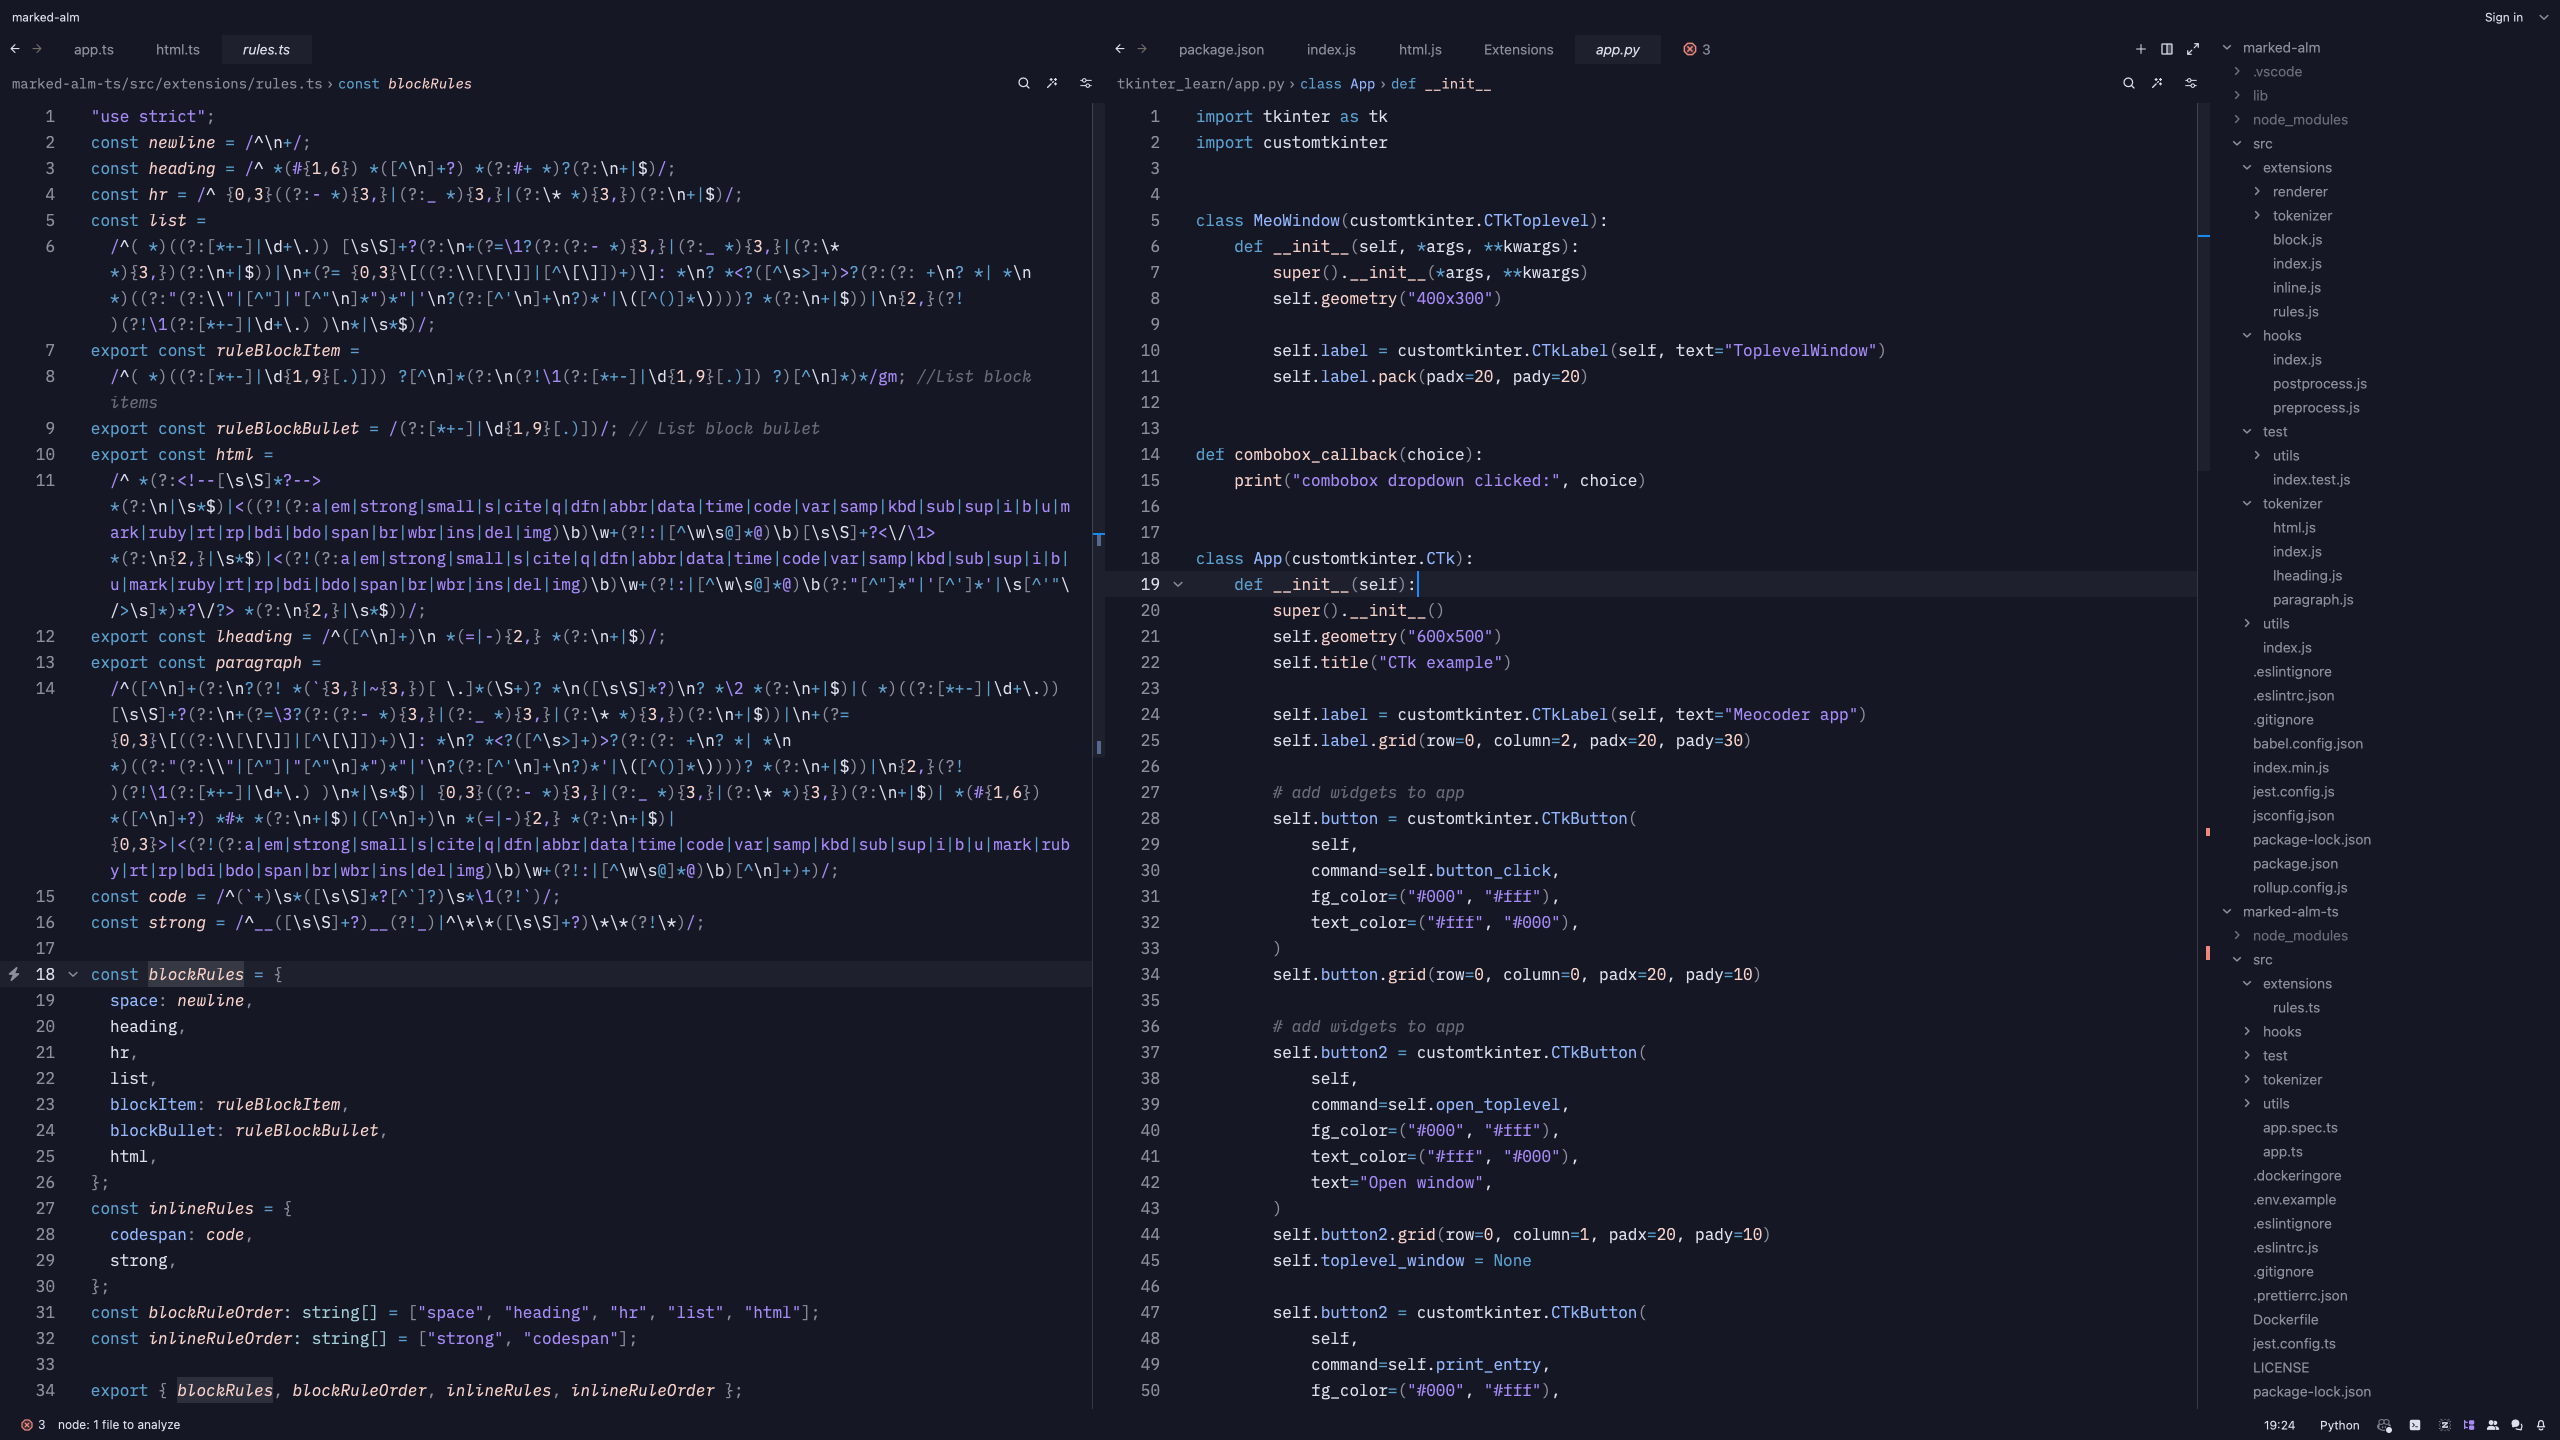 marked-alm
Sign in
app.ts html.ts rules.ts
marked-alm-ts/src/extensions/rules.ts › const blockRules
1 "use strict";
2 const newline = /^\n+/;
3 const heading = /^ *(#{1,6}) *([^\n]+?) *(?:#+ *)?(?:\n+|$)/;
4 const hr = /^ {0,3}((?:- *){3,}|(?:_ *){3,}|(?:\* *){3,})(?:\n+|$)/;
5 const list =
6 /^( *)((?:[*+-]|\d+\.)) [\s\S]+?(?:\n+(?=\1?(?:(?:- *){3,}|(?:_ *){3,}|(?:\*
*){3,})(?:\n+|$))|\n+(?= {0,3}\[((?:\\[\[\]]|[^\[\]])+)\]: *\n? *<?([^\s>]+)>?(?:(?: +\n? *| *\n
*)((?:"(?:\\"|[^"]|"[^"\n]*")*"|'\n?(?:[^'\n]+\n?)*'|\([^()]*\))))? *(?:\n+|$))|\n{2,}(?!
)(?!\1(?:[*+-]|\d+\.) )\n*|\s*$)/;
7 export const ruleBlockItem =
8 /^( *)((?:[*+-]|\d{1,9}[.)])) ?[^\n]*(?:\n(?!\1(?:[*+-]|\d{1,9}[.)]) ?)[^\n]*)*/gm; //List block
items
9 export const ruleBlockBullet = /(?:[*+-]|\d{1,9}[.)])/; // List block bullet
10 export const html =
11 /^ *(?:<!--[\s\S]*?-->
*(?:\n|\s*$)|<((?!(?:a|em|strong|small|s|cite|q|dfn|abbr|data|time|code|var|samp|kbd|sub|sup|i|b|u|m
ark|ruby|rt|rp|bdi|bdo|span|br|wbr|ins|del|img)\b)\w+(?!:|[^\w\s@]*@)\b)[\s\S]+?<\/\1>
*(?:\n{2,}|\s*$)|<(?!(?:a|em|strong|small|s|cite|q|dfn|abbr|data|time|code|var|samp|kbd|sub|sup|i|b|
u|mark|ruby|rt|rp|bdi|bdo|span|br|wbr|ins|del|img)\b)\w+(?!:|[^\w\s@]*@)\b(?:"[^"]*"|'[^']*'|\s[^'"\
/>\s]*)*?\/?> *(?:\n{2,}|\s*$))/;
12 export const lheading = /^([^\n]+)\n *(=|-){2,} *(?:\n+|$)/;
13 export const paragraph =
14 /^([^\n]+(?:\n?(?! *(`{3,}|~{3,})[ \.]*(\S+)? *\n([\s\S]*?)\n? *\2 *(?:\n+|$)|( *)((?:[*+-]|\d+\.))
[\s\S]+?(?:\n+(?=\3?(?:(?:- *){3,}|(?:_ *){3,}|(?:\* *){3,})(?:\n+|$))|\n+(?=
{0,3}\[((?:\\[\[\]]|[^\[\]])+)\]: *\n? *<?([^\s>]+)>?(?:(?: +\n? *| *\n
*)((?:"(?:\\"|[^"]|"[^"\n]*")*"|'\n?(?:[^'\n]+\n?)*'|\([^()]*\))))? *(?:\n+|$))|\n{2,}(?!
)(?!\1(?:[*+-]|\d+\.) )\n*|\s*$)| {0,3}((?:- *){3,}|(?:_ *){3,}|(?:\* *){3,})(?:\n+|$)| *(#{1,6})
*([^\n]+?) *#* *(?:\n+|$)|([^\n]+)\n *(=|-){2,} *(?:\n+|$)|
{0,3}>|<(?!(?:a|em|strong|small|s|cite|q|dfn|abbr|data|time|code|var|samp|kbd|sub|sup|i|b|u|mark|rub
y|rt|rp|bdi|bdo|span|br|wbr|ins|del|img)\b)\w+(?!:|[^\w\s@]*@)\b)[^\n]+)+)/;
15 const code = /^(`+)\s*([\s\S]*?[^`]?)\s*\1(?!`)/;
16 const strong = /^__([\s\S]+?)__(?!_)|^\*\*([\s\S]+?)\*\*(?!\*)/;
17
18 const blockRules = {
19 space: newline,
20 heading,
21 hr,
22 list,
23 blockItem: ruleBlockItem,
24 blockBullet: ruleBlockBullet,
25 html,
26 };
27 const inlineRules = {
28 codespan: code,
29 strong,
30 };
31 const blockRuleOrder: string[] = ["space", "heading", "hr", "list", "html"];
32 const inlineRuleOrder: string[] = ["strong", "codespan"];
33
34 export { blockRules, blockRuleOrder, inlineRules, inlineRuleOrder };
package.json index.js html.js Extensions app.py 3
tkinter_learn/app.py › class App › def __init__
1 import tkinter as tk
2 import customtkinter
3
4
5 class MeoWindow(customtkinter.CTkToplevel):
6 def __init__(self, *args, **kwargs):
7 super().__init__(*args, **kwargs)
8 self.geometry("400x300")
9
10 self.label = customtkinter.CTkLabel(self, text="ToplevelWindow")
11 self.label.pack(padx=20, pady=20)
12
13
14 def combobox_callback(choice):
15 print("combobox dropdown clicked:", choice)
16
17
18 class App(customtkinter.CTk):
19 def __init__(self):
20 super().__init__()
21 self.geometry("600x500")
22 self.title("CTk example")
23
24 self.label = customtkinter.CTkLabel(self, text="Meocoder app")
25 self.label.grid(row=0, column=2, padx=20, pady=30)
26
27 # add widgets to app
28 self.button = customtkinter.CTkButton(
29 self,
30 command=self.button_click,
31 fg_color=("#000", "#fff"),
32 text_color=("#fff", "#000"),
33 )
34 self.button.grid(row=0, column=0, padx=20, pady=10)
35
36 # add widgets to app
37 self.button2 = customtkinter.CTkButton(
38 self,
39 command=self.open_toplevel,
40 fg_color=("#000", "#fff"),
41 text_color=("#fff", "#000"),
42 text="Open window",
43 )
44 self.button2.grid(row=0, column=1, padx=20, pady=10)
45 self.toplevel_window = None
46
47 self.button2 = customtkinter.CTkButton(
48 self,
49 command=self.print_entry,
50 fg_color=("#000", "#fff"),
marked-alm
.vscode
lib
node_modules
src
extensions
renderer
tokenizer
block.js
index.js
inline.js
rules.js
hooks
index.js
postprocess.js
preprocess.js
test
utils
index.test.js
tokenizer
html.js
index.js
lheading.js
paragraph.js
utils
index.js
.eslintignore
.eslintrc.json
.gitignore
babel.config.json
index.min.js
jest.config.js
jsconfig.json
package-lock.json
package.json
rollup.config.js
marked-alm-ts
node_modules
src
extensions
rules.ts
hooks
test
tokenizer
utils
app.spec.ts
app.ts
.dockeringore
.env.example
.eslintignore
.eslintrc.js
.gitignore
.prettierrc.json
Dockerfile
jest.config.ts
LICENSE
package-lock.json
3 node: 1 file to analyze
19:24 Python